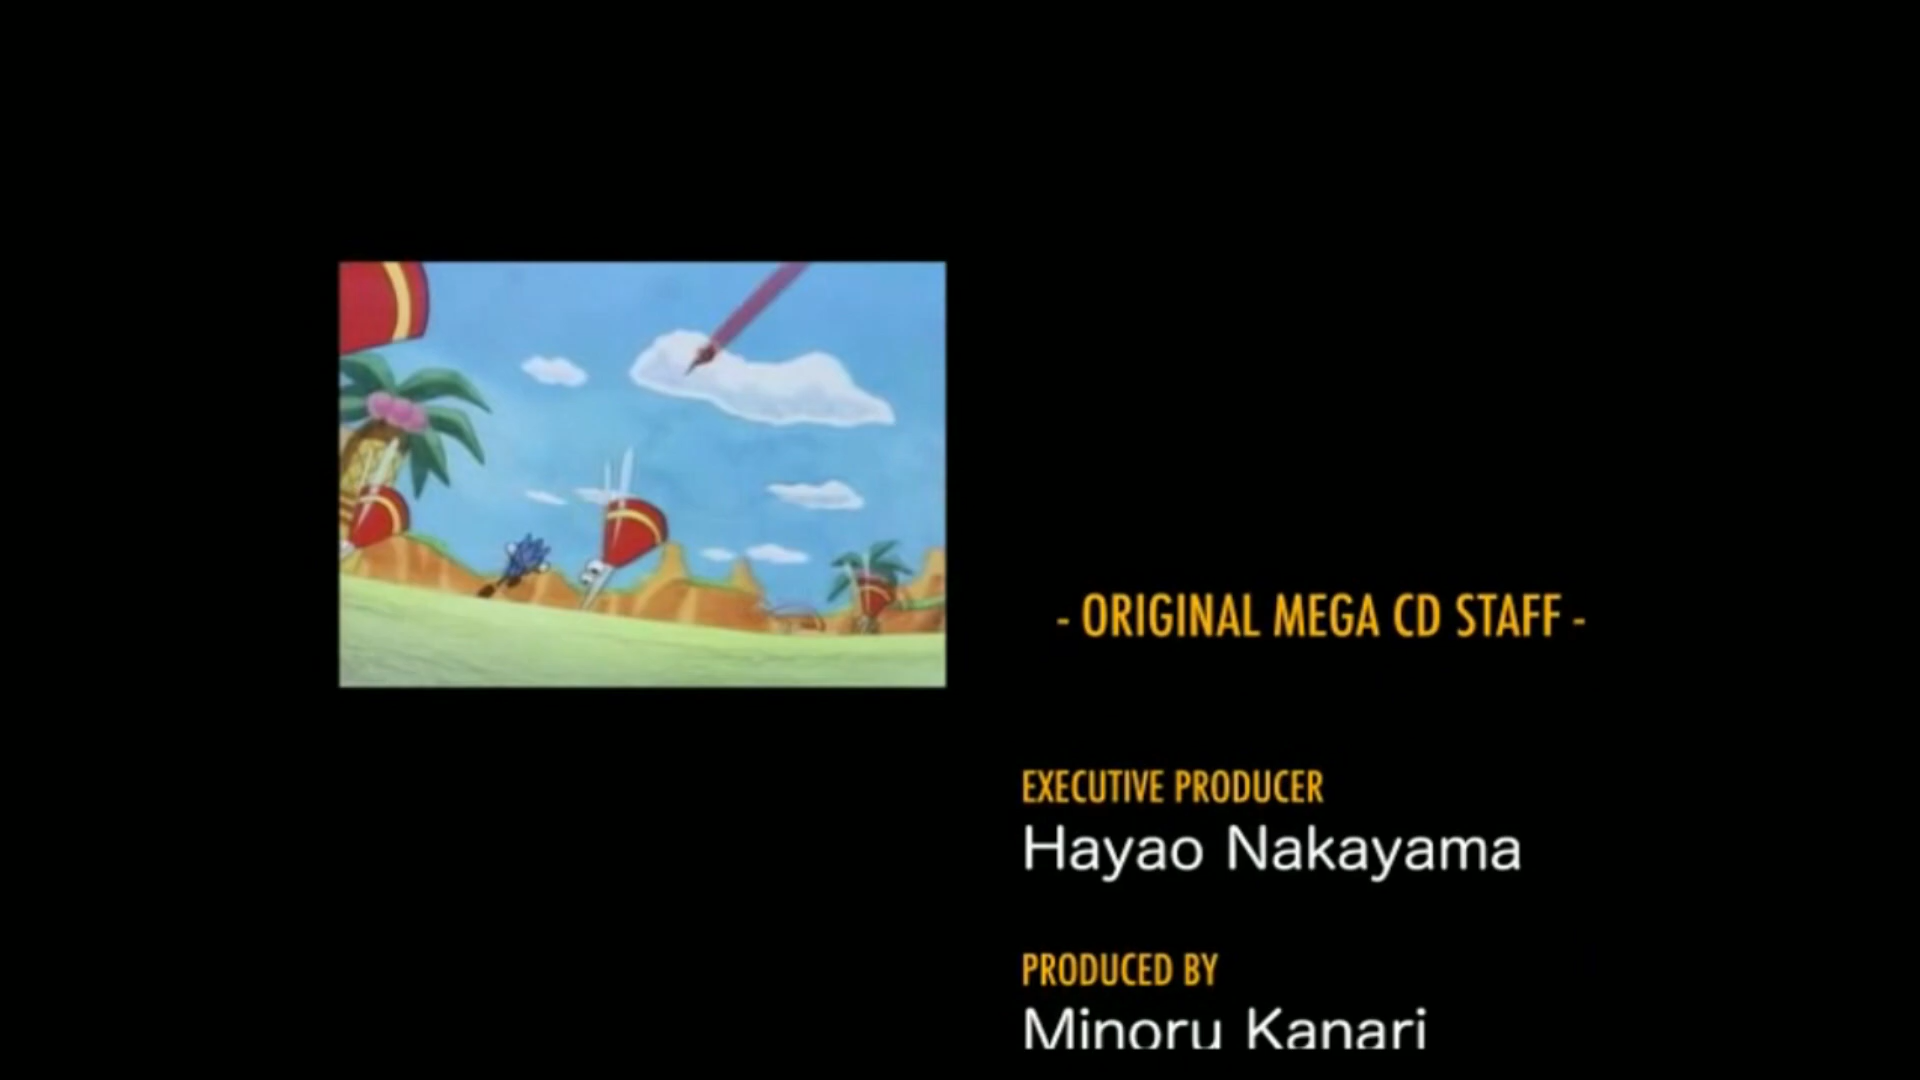 - ORIGINAL MEGA CD STAFF -
EXECUTIVE PRODUCER
Hayao Nakayama
PRODUCED BY
Minoru Kanari